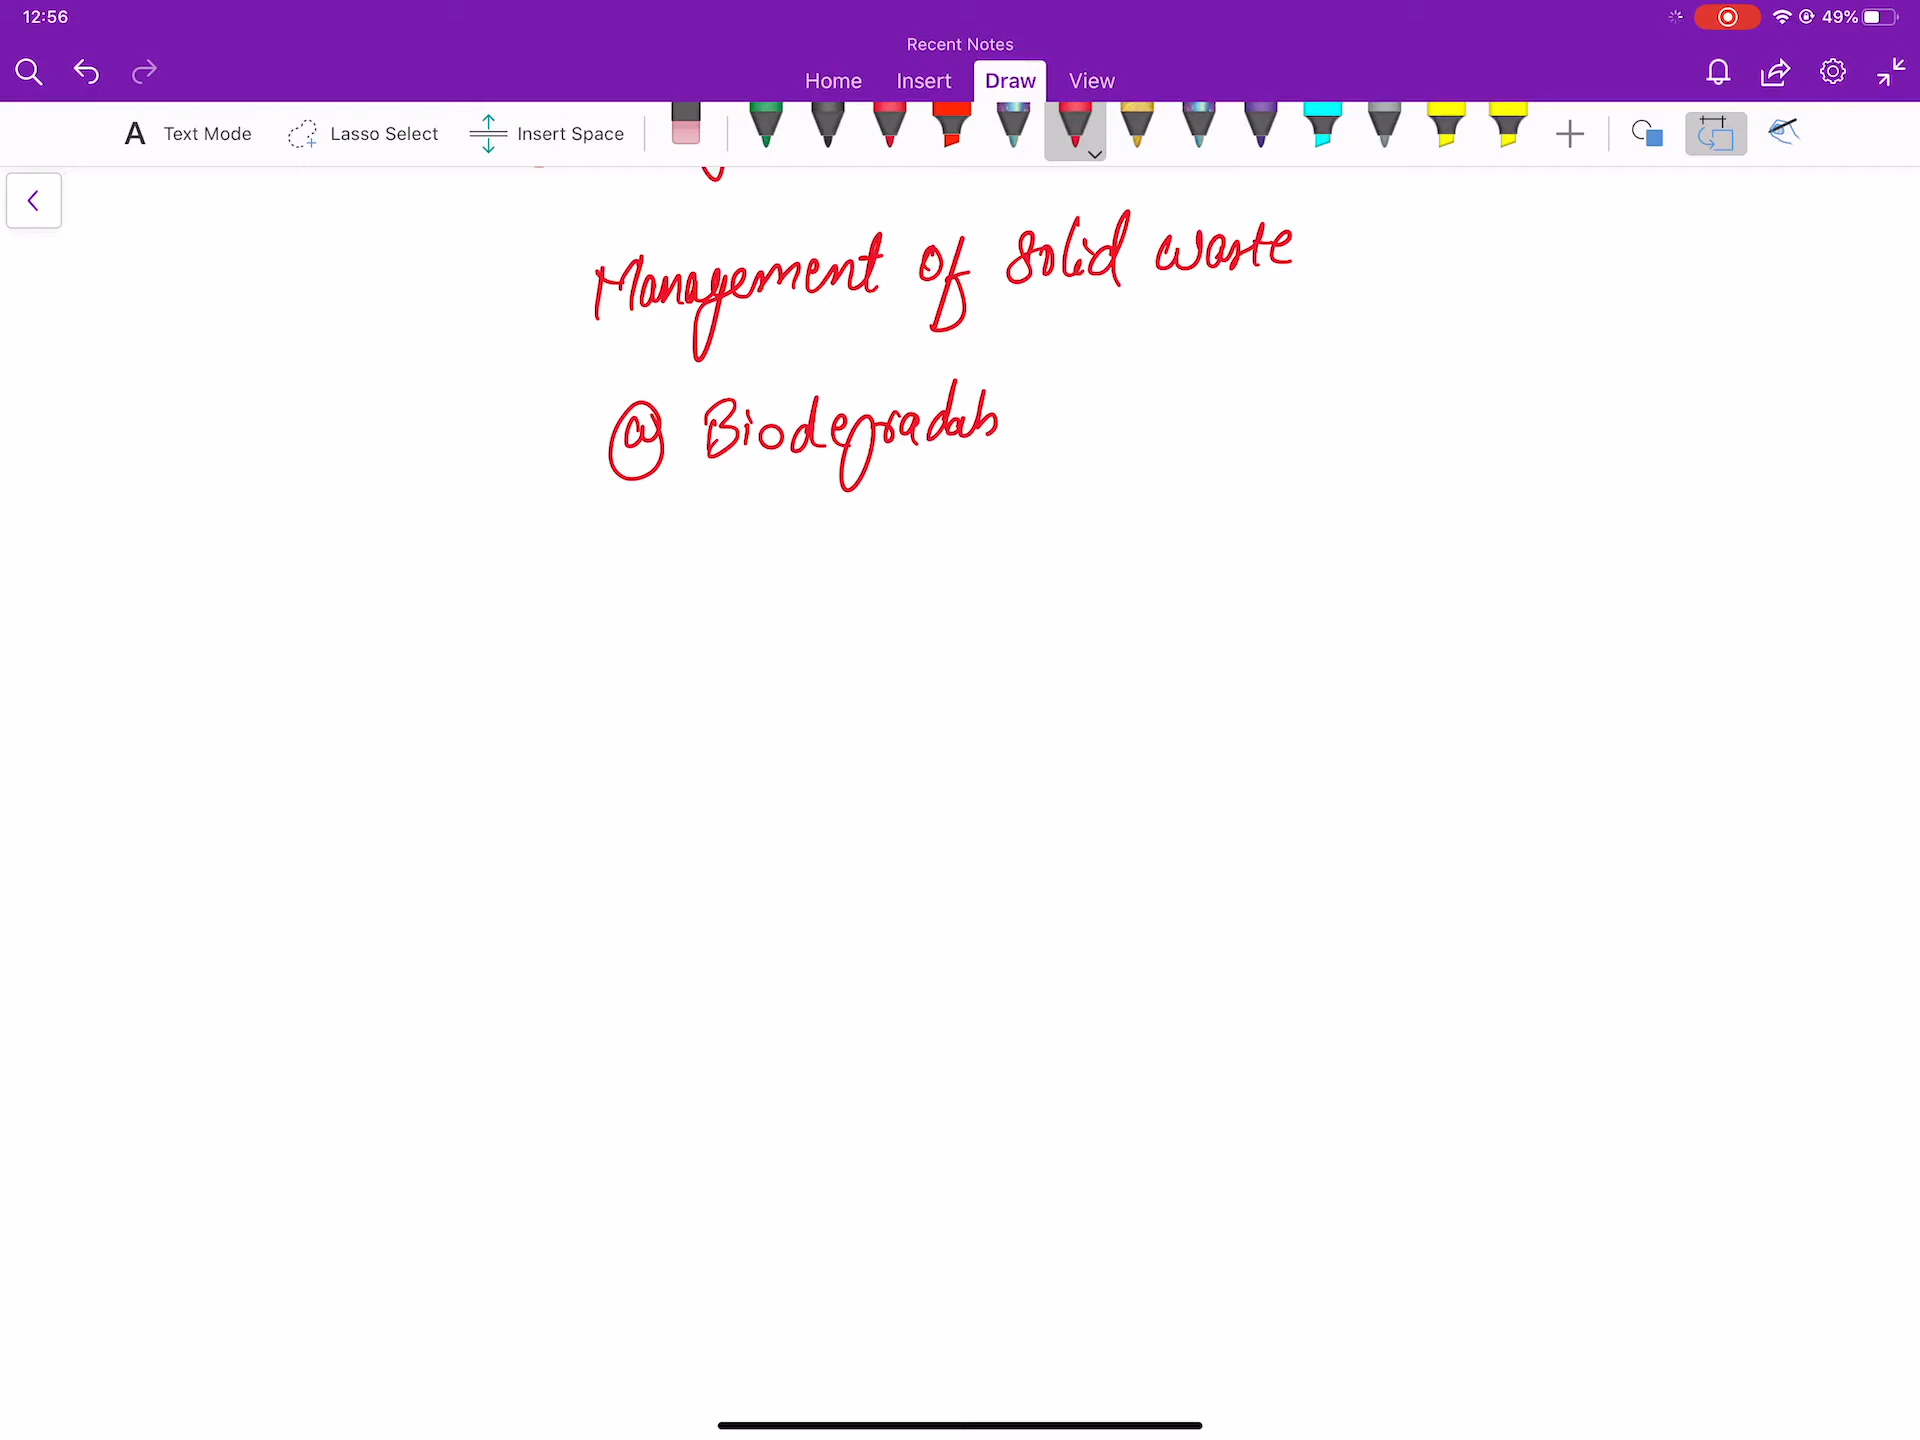 12:56
49%
Recent Notes
Home Insert Draw View
A Text Mode Lasso Select Insert Space
Management of solid waste
(a) Biodegradab